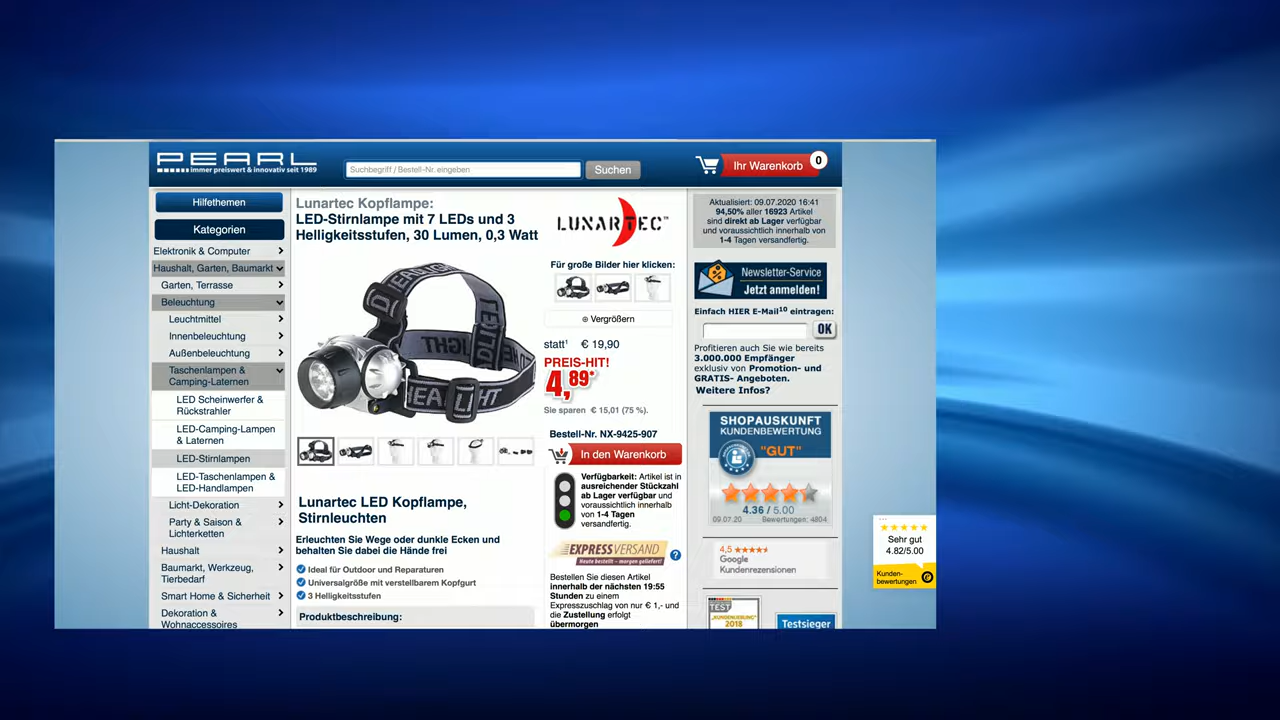 PEARL
immer preiswert & innovativ seit 1989
Suchbegriff / Bestell-Nr. eingeben
Suchen
Ihr Warenkorb
0
Hilfethemen
Kategorien
Elektronik & Computer
Haushalt, Garten, Baumarkt
Garten, Terrasse
Beleuchtung
Leuchtmittel
Innenbeleuchtung
Außenbeleuchtung
Taschenlampen &
Camping-Laternen
LED Scheinwerfer &
Rückstrahler
LED-Camping-Lampen
& Laternen
LED-Stirnlampen
LED-Taschenlampen &
LED-Handlampen
Licht-Dekoration
Party & Saison &
Lichterketten
Haushalt
Baumarkt, Werkzeug,
Tierbedarf
Smart Home & Sicherheit
Dekoration &
Wohnaccessoires
Lunartec Kopflampe:
LED-Stirnlampe mit 7 LEDs und 3
Helligkeitsstufen, 30 Lumen, 0,3 Watt
HEADLIGHT
Lunartec LED Kopflampe,
Stirnleuchten
Erleuchten Sie Wege oder dunkle Ecken und
behalten Sie dabei die Hände frei
Ideal für Outdoor und Reparaturen
Universalgröße mit verstellbarem Kopfgurt
3 Helligkeitsstufen
Produktbeschreibung:
LUNARTEC™
Für große Bilder hier klicken:
Vergrößern
statt¹ € 19,90
PREIS-HIT!
4,89*
Sie sparen € 15,01 (75 %).
Bestell-Nr. NX-9425-907
In den Warenkorb
Verfügbarkeit: Artikel ist in
ausreichender Stückzahl
ab Lager verfügbar und
voraussichtlich innerhalb
von 1-4 Tagen
versandfertig.
EXPRESSVERSAND
Heute bestellt – morgen geliefert!
?
Bestellen Sie diesen Artikel
innerhalb der nächsten 19:55
Stunden zu einem
Expresszuschlag von nur € 1,- und
die Zustellung erfolgt
übermorgen
Aktualisiert: 09.07.2020 16:41
94,50% aller 16923 Artikel
sind direkt ab Lager verfügbar
und voraussichtlich innerhalb von
1-4 Tagen versandfertig.
%
Newsletter-Service
Jetzt anmelden!
Einfach HIER E-Mail¹⁰ eintragen:
OK
Profitieren auch Sie wie bereits
3.000.000 Empfänger
exklusiv von Promotion- und
GRATIS- Angeboten.
Weitere Infos?
SHOPAUSKUNFT
KUNDENBEWERTUNG
"GUT"
4.36 / 5.00
09.07.20 Bewertungen: 4804
4,5
Google
Kundenrezensionen
TEST
"KUNDENLIEBLING"
2018
Testsieger
...
Sehr gut
4.82/5.00
Kunden-
bewertungen